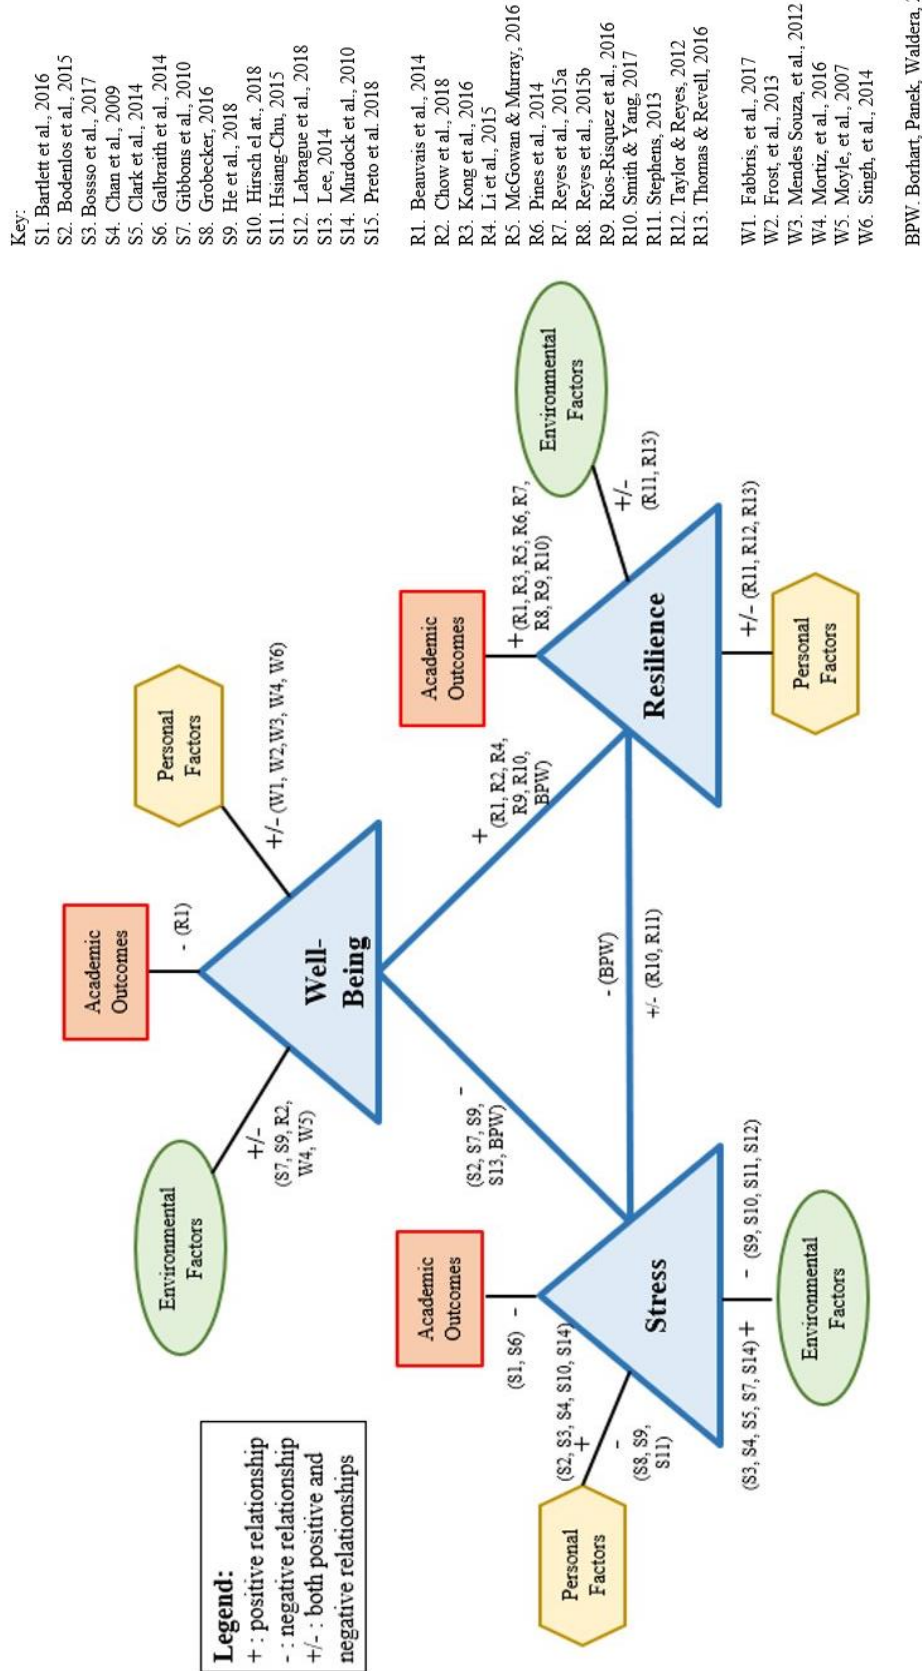 Legend:
+ : positive relationship
- : negative relationship
+/- : both positive and
negative relationships
Environmental
Factors
+/-
(S7, S9, R2,
W4, W5)
Academic
Outcomes
- (R1)
Personal
Factors
+/- (W1, W2,W3, W4, W6)
Well-
Being
-
(S2, S7, S9,
S13, BPW)
+
(R1, R2, R4,
R9, R10,
BPW)
- (BPW)
+/- (R10, R11)
Academic
Outcomes
(S1, S6) -
Personal
Factors
(S2, S3, S4, S10, S14)
+
-
(S8, S9,
S11)
Stress
(S3, S4, S5, S7, S14) +
- (S9, S10, S11, S12)
Environmental
Factors
Academic
Outcomes
+ (R1, R3, R5, R6, R7,
R8, R9, R10)
Environmental
Factors
+/-
(R11, R13)
Resilience
+/- (R11, R12, R13)
Personal
Factors
Key:
S1. Bartlett et al., 2016
S2. Bodenlos et al., 2015
S3. Bossso et al., 2017
S4. Chan et al., 2009
S5. Clark et al., 2014
S6. Galbraith et al., 2014
S7. Gibbons et al., 2010
S8. Grobecker, 2016
S9. He et al., 2018
S10. Hirsch el at., 2018
S11. Hsiang-Chu, 2015
S12. Labrague et al., 2018
S13. Lee, 2014
S14. Murdock et al., 2010
S15. Preto et al. 2018
R1. Beauvais et al., 2014
R2. Chow et al., 2018
R3. Kong et al., 2016
R4. Li et al., 2015
R5. McGowan & Murray, 2016
R6. Pines et al., 2014
R7. Reyes et al., 2015a
R8. Reyes et al., 2015b
R9. Rios-Risquez et al., 2016
R10. Smith & Yang, 2017
R11. Stephens, 2013
R12. Taylor & Reyes, 2012
R13. Thomas & Revell, 2016
W1. Fabbris, et al., 2017
W2. Frost, et al., 2013
W3. Mendes Souza, et al., 2012
W4. Mortiz, et al., 2016
W5. Moyle, et al., 2007
W6. Singh, et al., 2014
BPW. Borhart, Panek, Waldera,